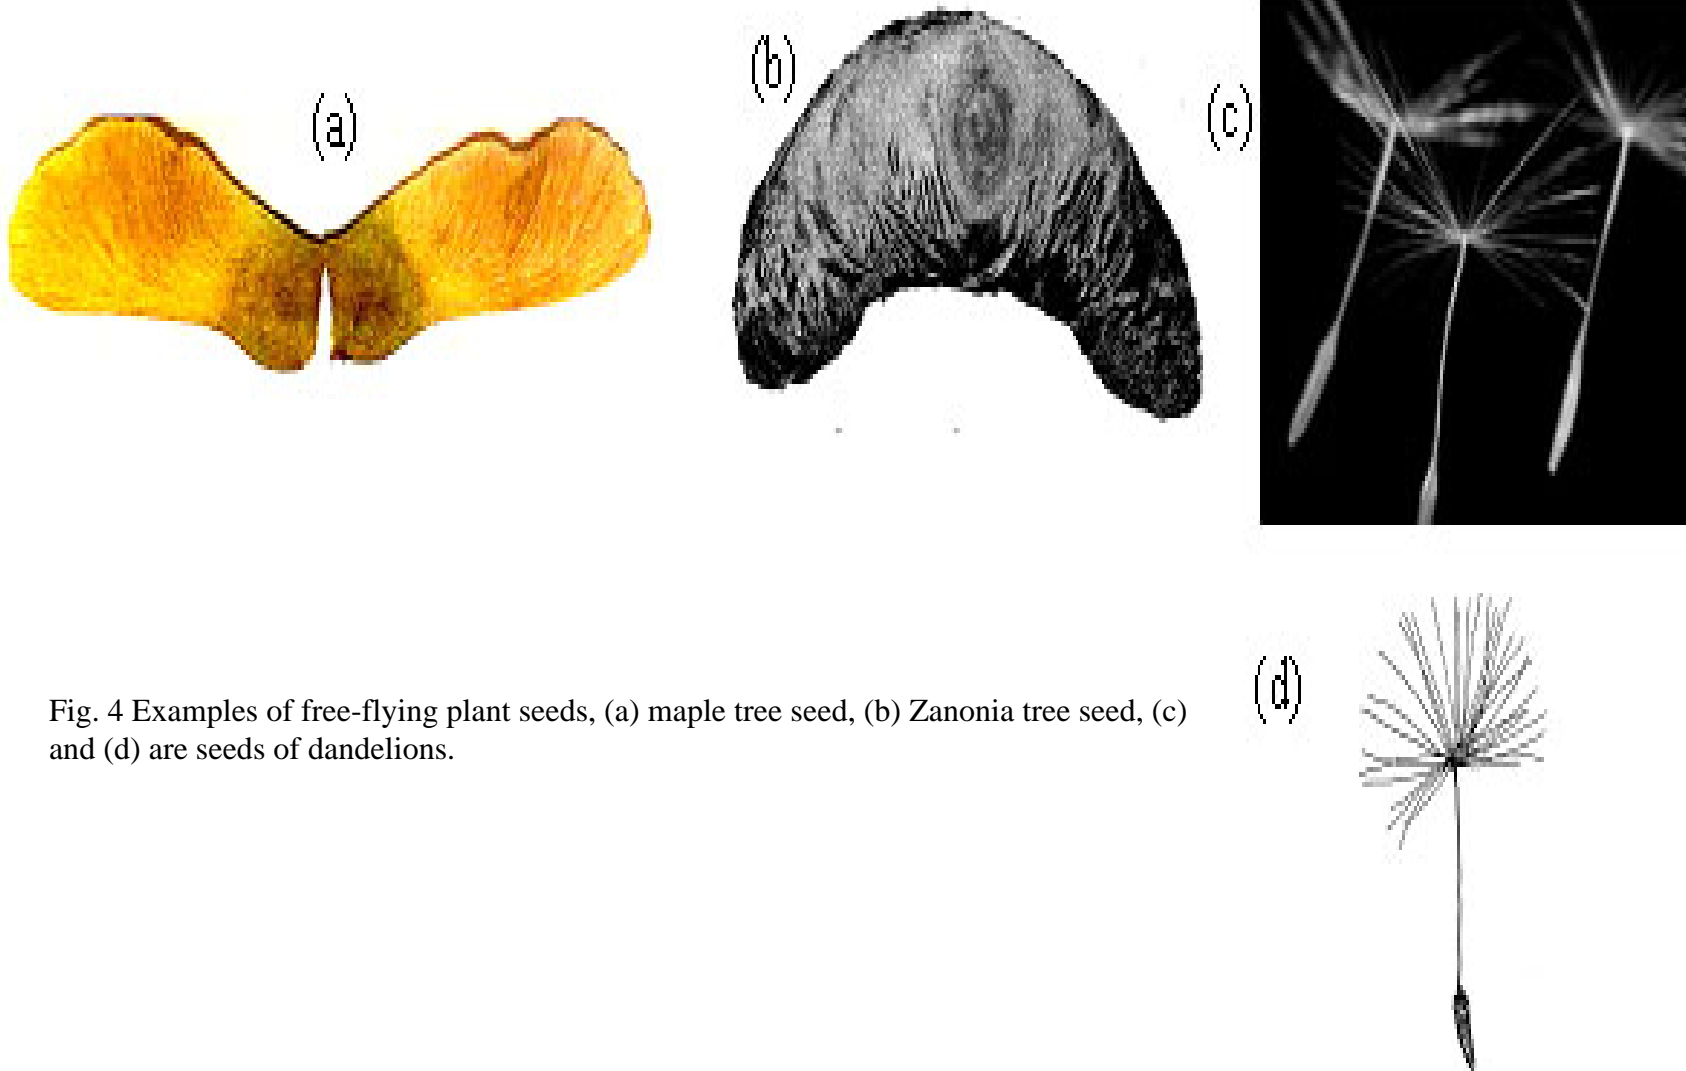 (a)
(b)
(c)
(d)
Fig. 4 Examples of free-flying plant seeds, (a) maple tree seed, (b) Zanonia tree seed, (c)
and (d) are seeds of dandelions.